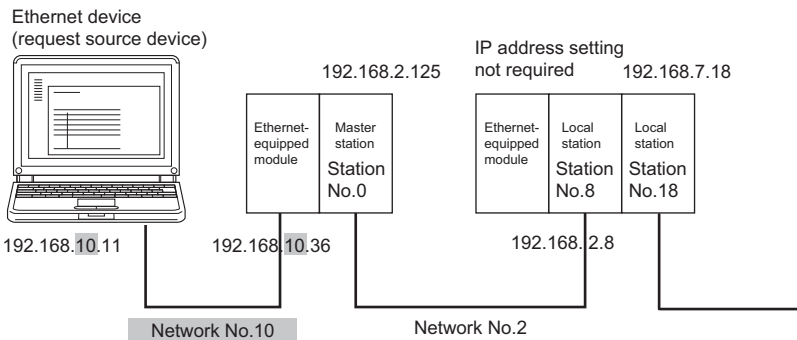 Ethernet device
(request source device)
IP address setting
not required
192.168.2.125
192.168.7.18
Ethernet-
equipped
module
Master
station
Station
No.0
Ethernet-
equipped
module
Local
station
Station
No.8
Local
station
Station
No.18
192.168.10.11
192.168.10.36
192.168.2.8
Network No.10
Network No.2